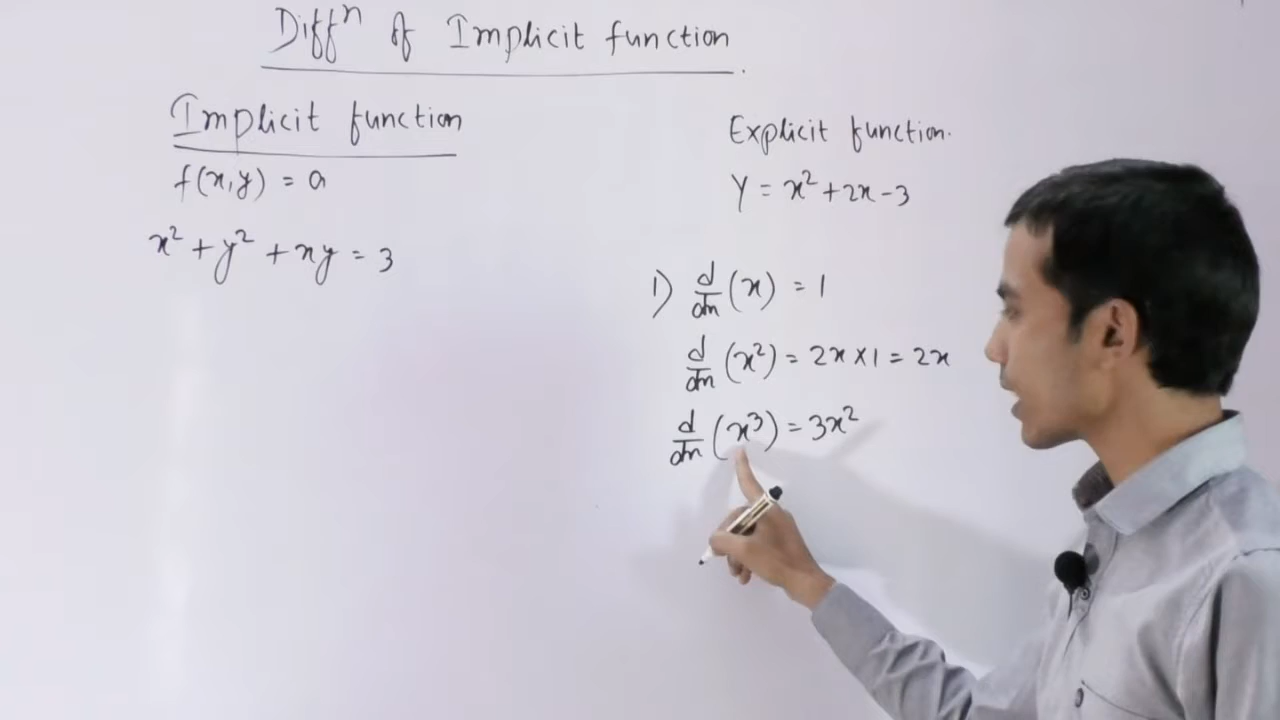 Diffⁿ of Implicit function
Implicit function
f(x,y) = a
x² + y² + xy = 3
Explicit function.
Y = x² + 2x - 3
1) d/dx (x) = 1
d/dx (x²) = 2x × 1 = 2x
d/dx (x³) = 3x²